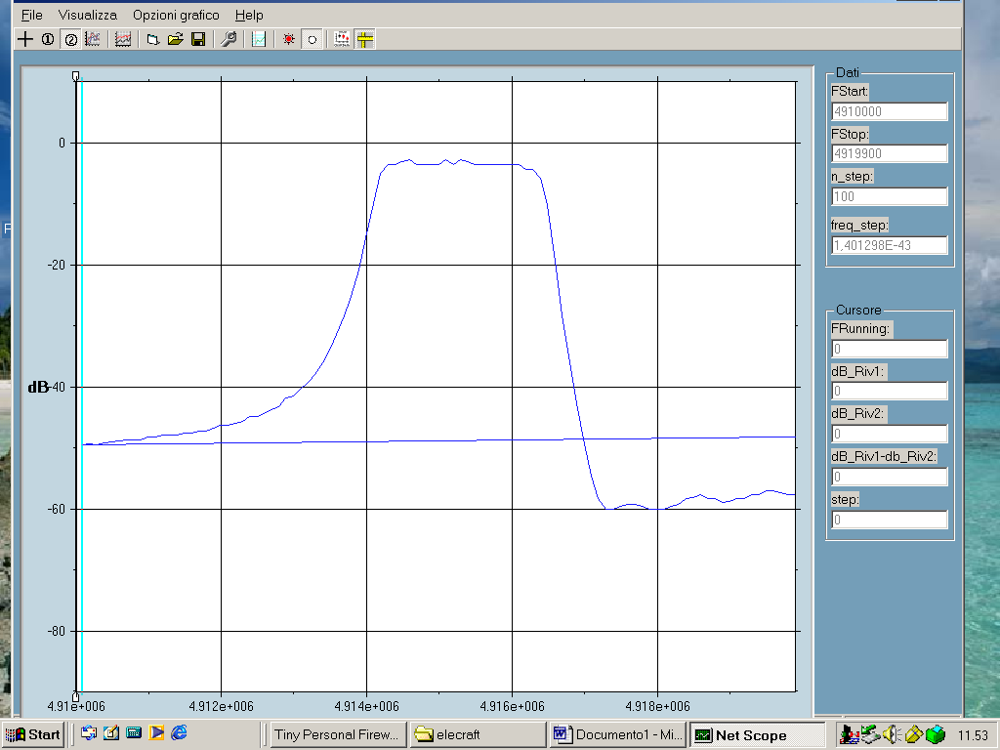 File Visualizza Opzioni grafico Help
Dati
FStart:
4910000
FStop:
4919900
n_step:
100
freq_step:
1,401298E-43
Cursore
FRunning:
0
dB_Riv1:
0
dB_Riv2:
0
dB_Riv1-db_Riv2:
0
step:
0
0
-20
dB
-40
-60
-80
4.91e+006 4.912e+006 4.914e+006 4.916e+006 4.918e+006
F
Start Tiny Personal Firew... elecraft Documento1 - Mi... Net Scope 11.53